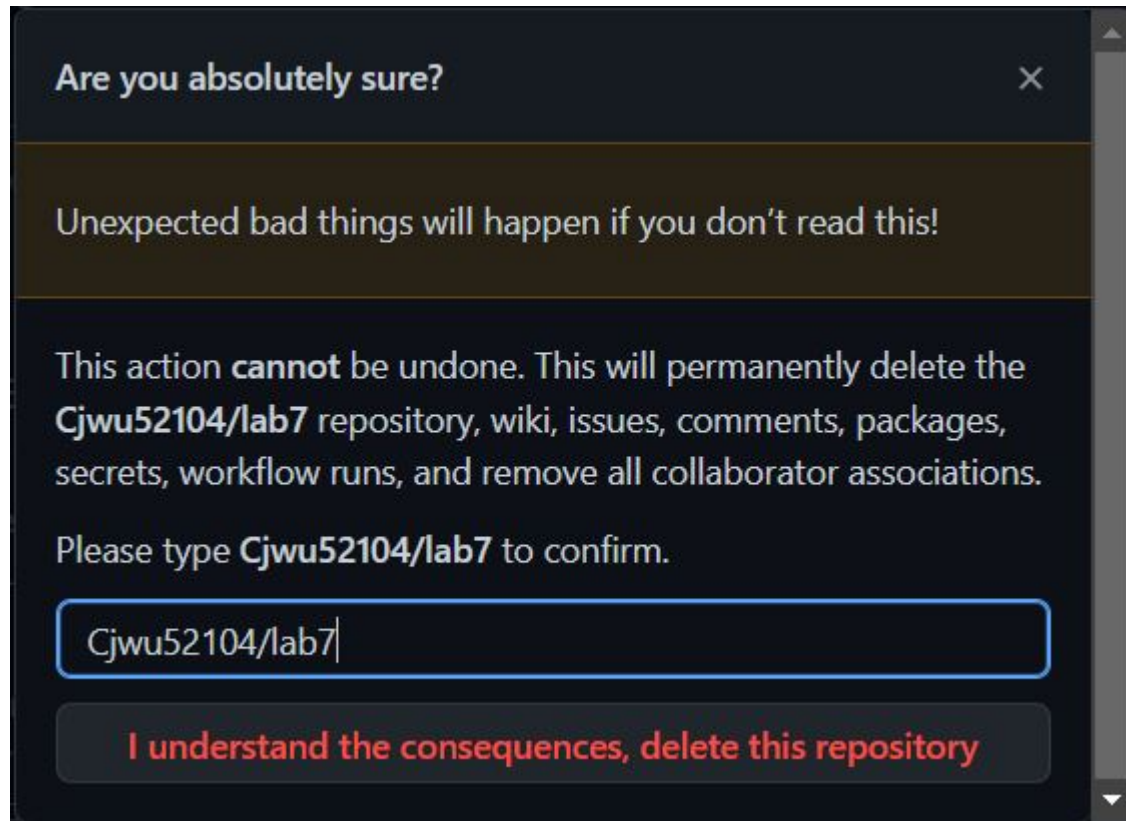 Are you absolutely sure?
Unexpected bad things will happen if you don’t read this!
This action cannot be undone. This will permanently delete the
Cjwu52104/lab7 repository, wiki, issues, comments, packages,
secrets, workflow runs, and remove all collaborator associations.
Please type Cjwu52104/lab7 to confirm.
Cjwu52104/lab7
I understand the consequences, delete this repository